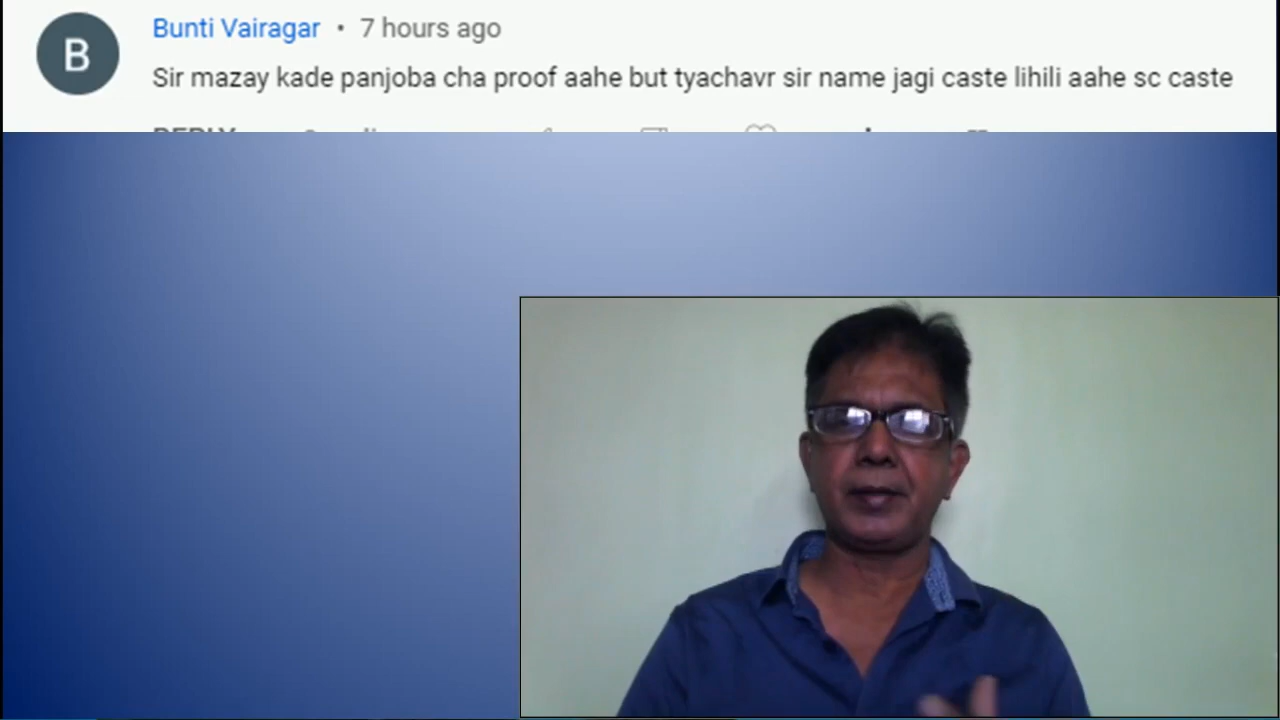 B
Bunti Vairagar • 7 hours ago
Sir mazay kade panjoba cha proof aahe but tyachavr sir name jagi caste lihili aahe sc caste